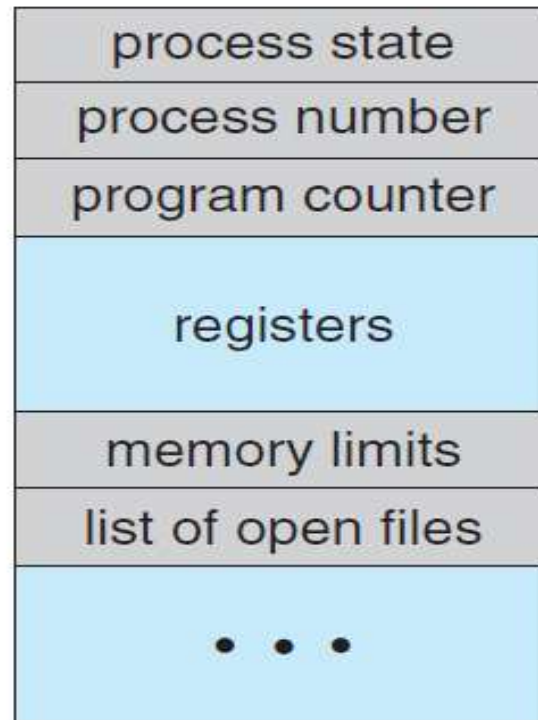 process state
process number
program counter
registers
memory limits
list of open files
• • •